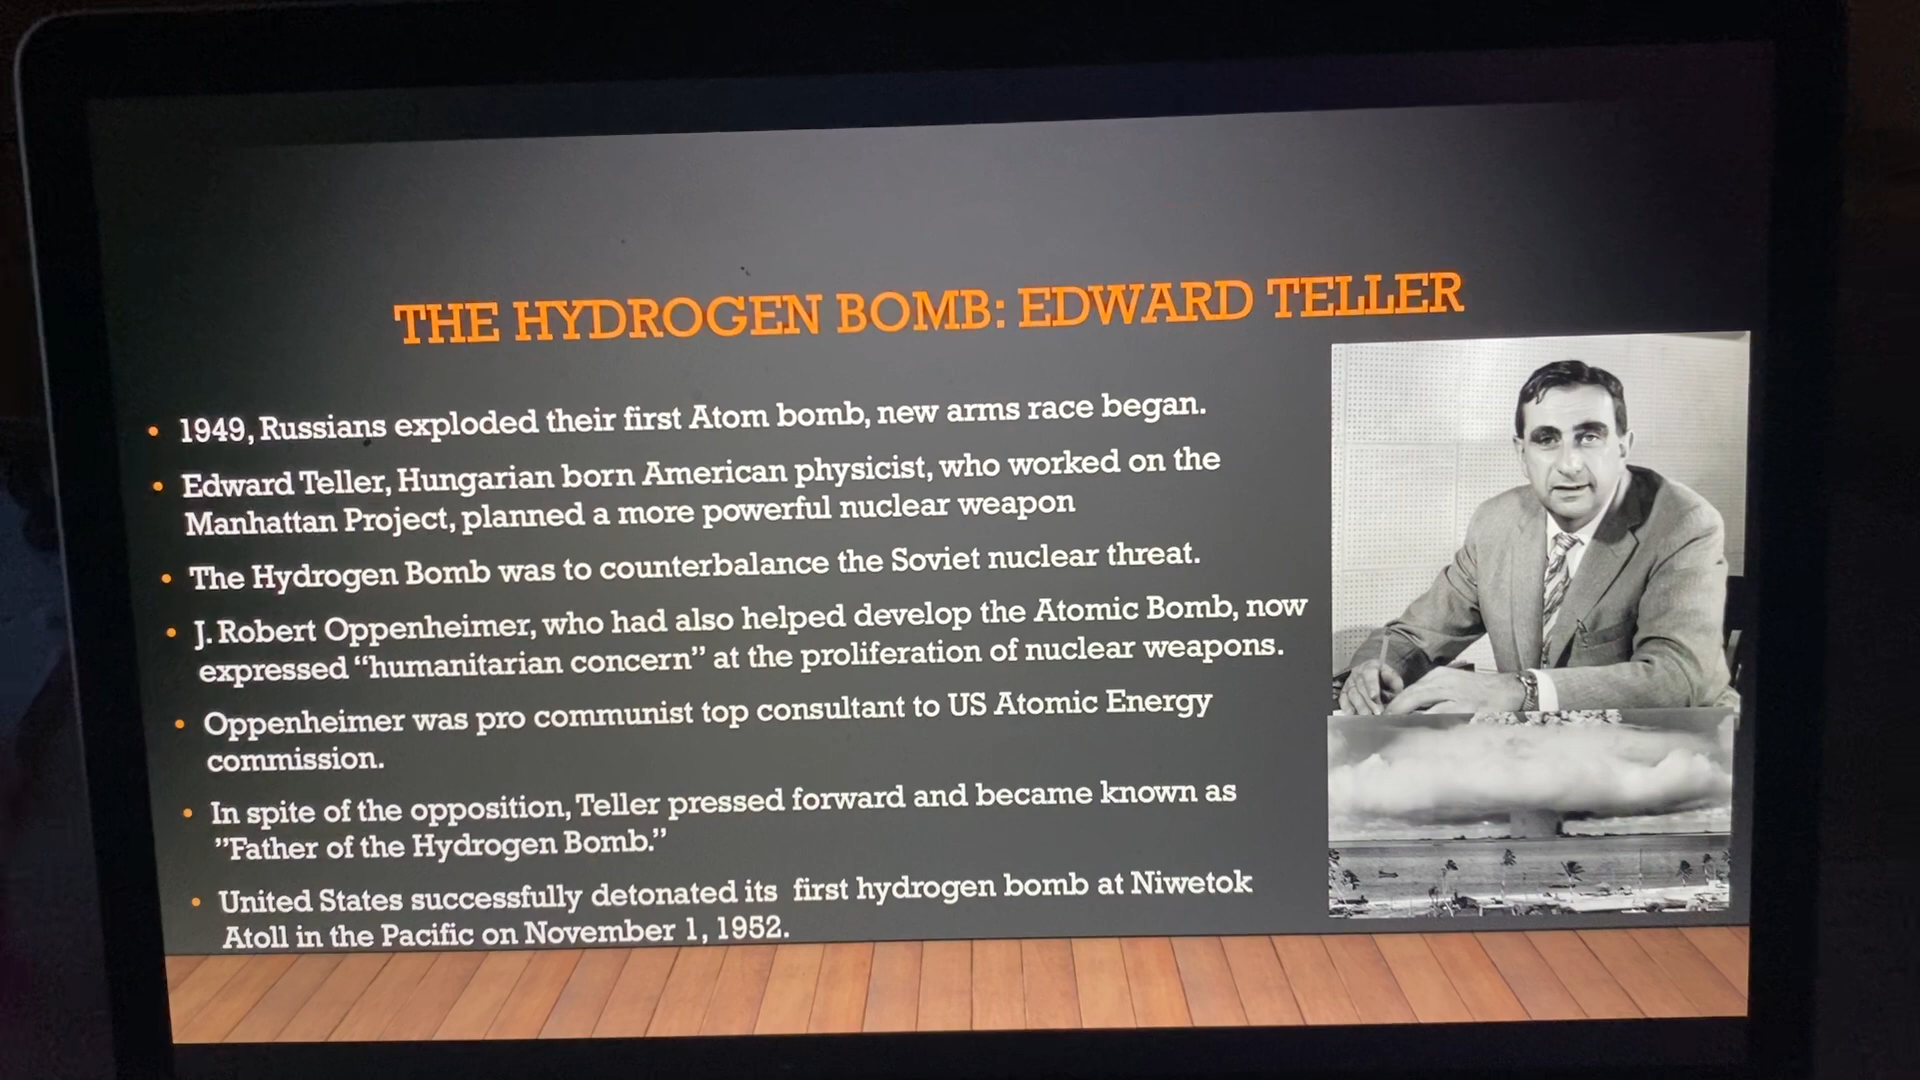 THE HYDROGEN BOMB: EDWARD TELLER
• 1949, Russians exploded their first Atom bomb, new arms race began.
• Edward Teller, Hungarian born American physicist, who worked on the
Manhattan Project, planned a more powerful nuclear weapon
• The Hydrogen Bomb was to counterbalance the Soviet nuclear threat.
• J. Robert Oppenheimer, who had also helped develop the Atomic Bomb, now
expressed “humanitarian concern” at the proliferation of nuclear weapons.
• Oppenheimer was pro communist top consultant to US Atomic Energy
commission.
• In spite of the opposition, Teller pressed forward and became known as
”Father of the Hydrogen Bomb.”
• United States successfully detonated its  first hydrogen bomb at Niwetok
Atoll in the Pacific on November 1, 1952.